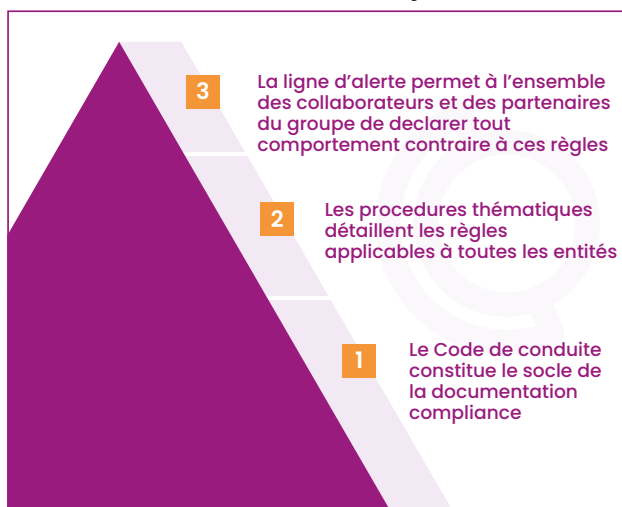 3
La ligne d'alerte permet à l'ensemble
des collaborateurs et des partenaires
du groupe de declarer tout
comportement contraire à ces règles
2
Les procedures thématiques
détaillent les règles
applicables à toutes les entités
1
Le Code de conduite
constitue le socle de
la documentation
compliance